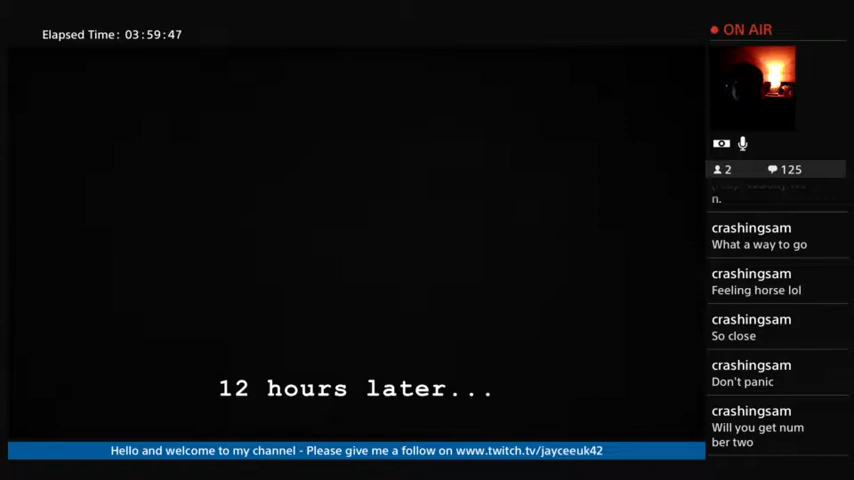 Elapsed Time: 03:59:47
ON AIR
2 125
n.
crashingsam
What a way to go
crashingsam
Feeling horse lol
crashingsam
So close
crashingsam
Don't panic
crashingsam
Will you get num
ber two
12 hours later...
Hello and welcome to my channel - Please give me a follow on www.twitch.tv/jayceeuk42